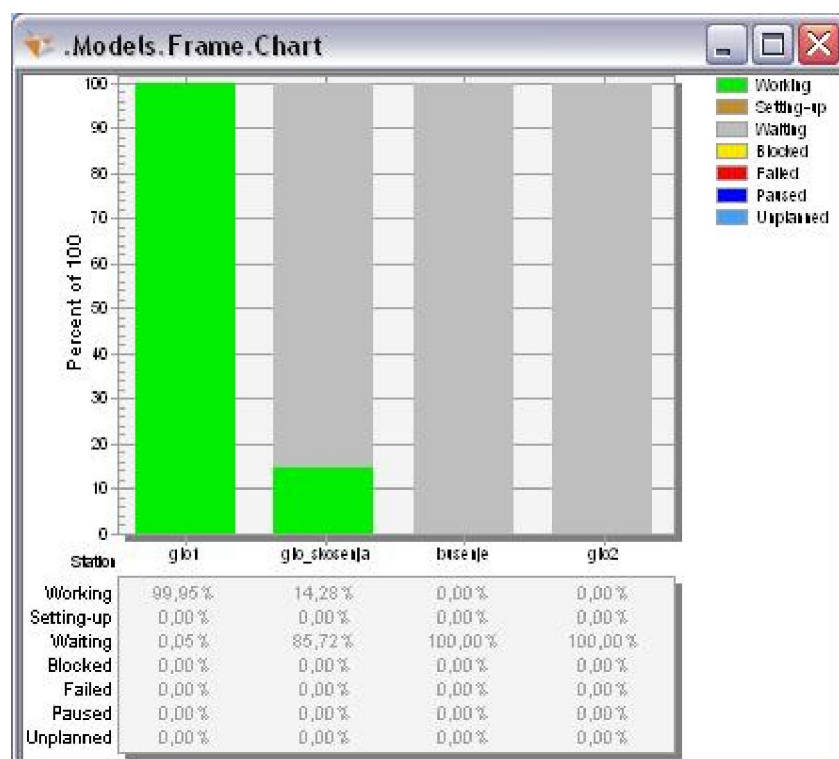 .Models.Frame.Chart
Working
Setting-up
Waiting
Blocked
Failed
Paused
Unplanned
Percent of 100
100
90
80
70
60
50
40
30
20
10
0
Station glo1 glo_skosenja busenje glo2
Working 99,95% 14,28% 0,00% 0,00%
Setting-up 0,00% 0,00% 0,00% 0,00%
Waiting 0,05% 85,72% 100,00% 100,00%
Blocked 0,00% 0,00% 0,00% 0,00%
Failed 0,00% 0,00% 0,00% 0,00%
Paused 0,00% 0,00% 0,00% 0,00%
Unplanned 0,00% 0,00% 0,00% 0,00%